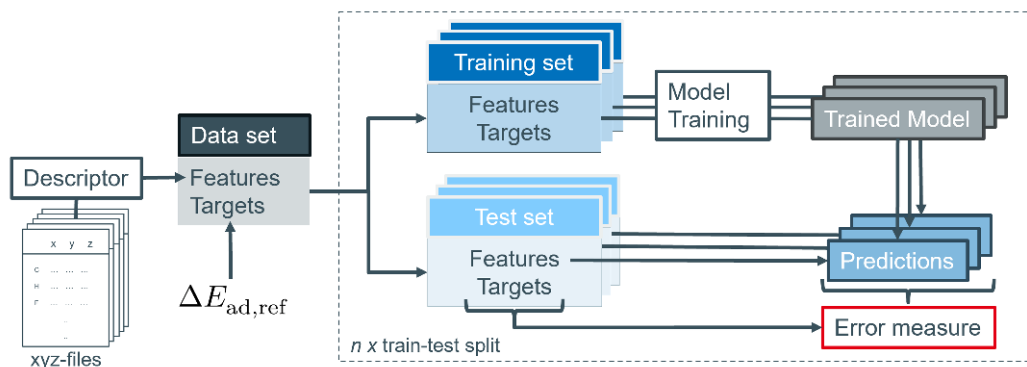 Training set
Features
Targets
Model
Training
Trained Model
Data set
Features
Targets
Descriptor
x y z
C ... ... ...
H ... ... ...
... ... ...
xyz-files
ΔE_ad,ref
Test set
Features
Targets
Predictions
Error measure
n x train-test split